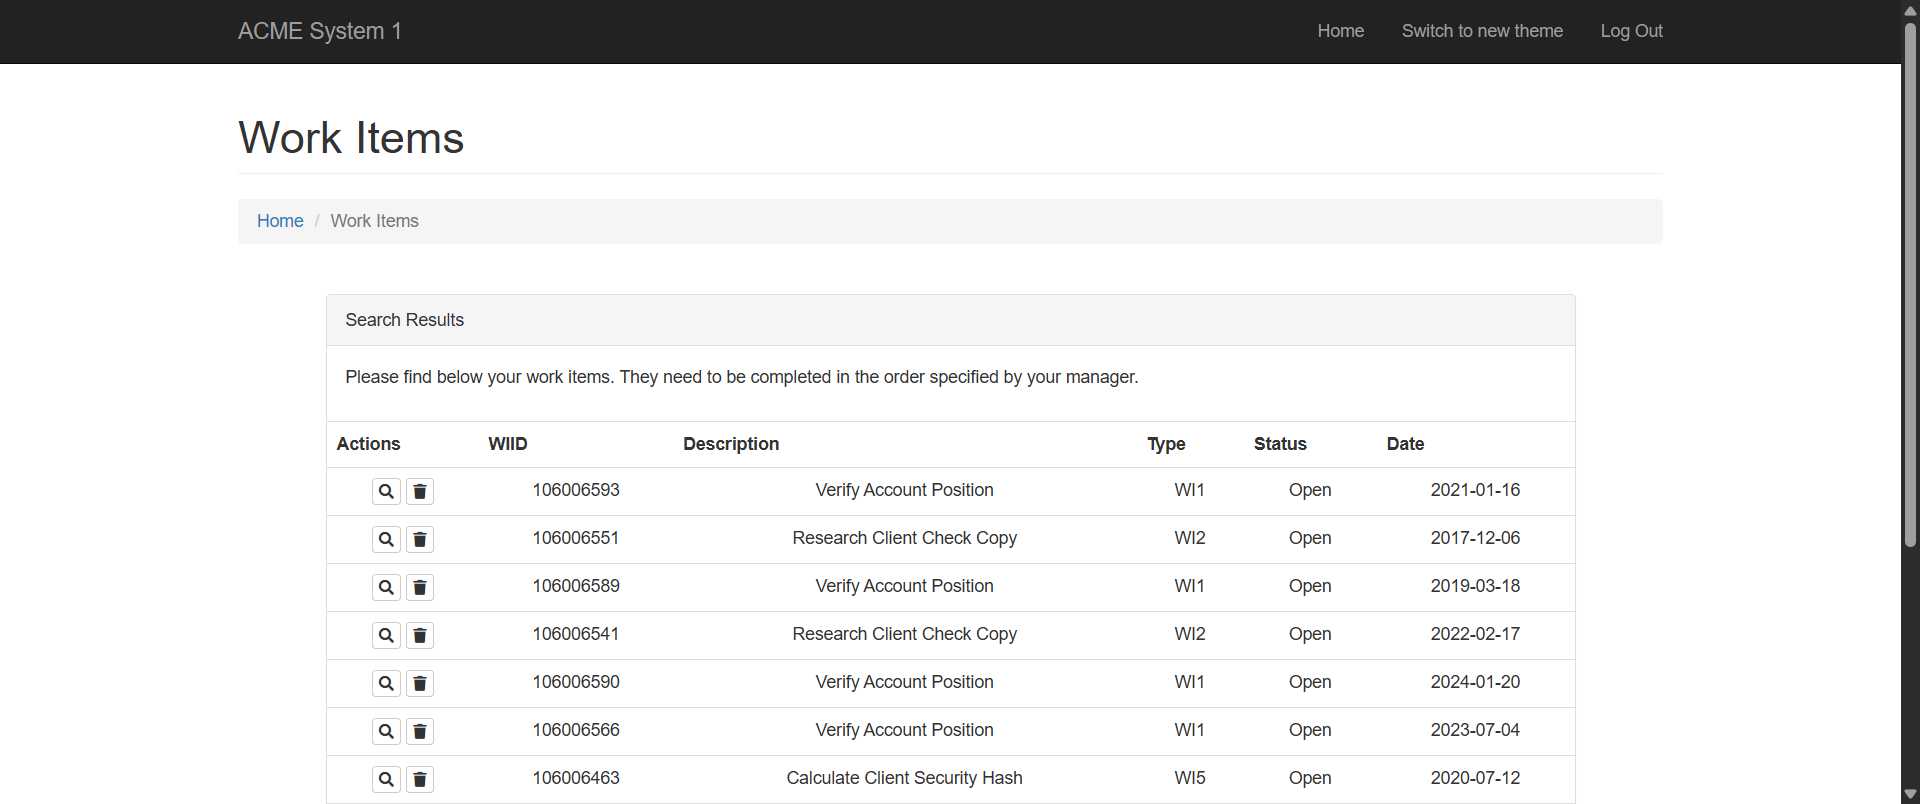 ACME System 1 Home Switch to new theme Log Out
Work Items
Home / Work Items
Search Results
Please find below your work items. They need to be completed in the order specified by your manager.
Actions WIID Description Type Status Date
106006593 Verify Account Position WI1 Open 2021-01-16
106006551 Research Client Check Copy WI2 Open 2017-12-06
106006589 Verify Account Position WI1 Open 2019-03-18
106006541 Research Client Check Copy WI2 Open 2022-02-17
106006590 Verify Account Position WI1 Open 2024-01-20
106006566 Verify Account Position WI1 Open 2023-07-04
106006463 Calculate Client Security Hash WI5 Open 2020-07-12